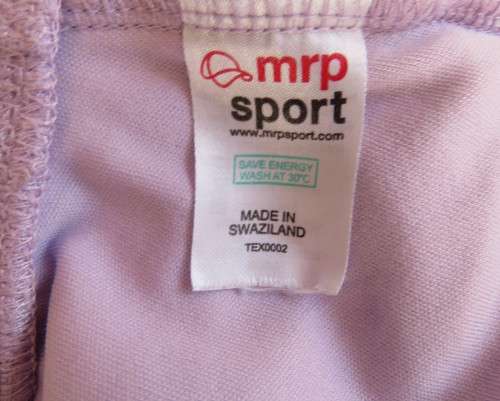 mrp
sport
www.mrpsport.com
SAVE ENERGY
WASH AT 30°C
MADE IN
SWAZILAND
TEX0002